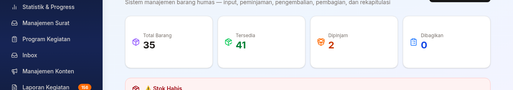 Statistik & Progress
Manajemen Surat
Program Kegiatan
Inbox
Manajemen Konten
Laporan Kegiatan
Sistem manajemen barang humas — input, peminjaman, pengembalian, pembagian, dan rekapitulasi
Total Barang
35
Tersedia
41
Dipinjam
2
Dibagikan
0
Stok Habis